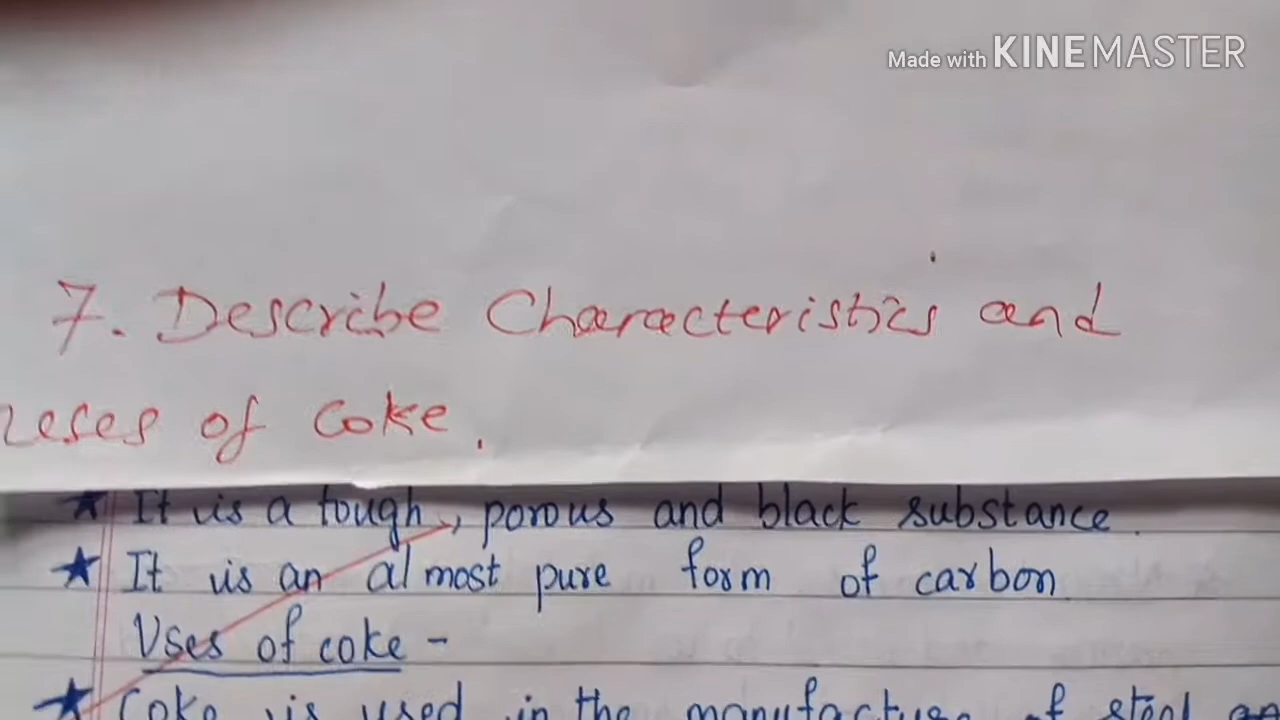 Made with KINEMASTER
7. Describe Characteristics and
uses of coke.
★ It is a tough, porous and black substance.
★ It is an almost pure form of carbon
Uses of coke -
★ Coke is used in the manufacture of steel